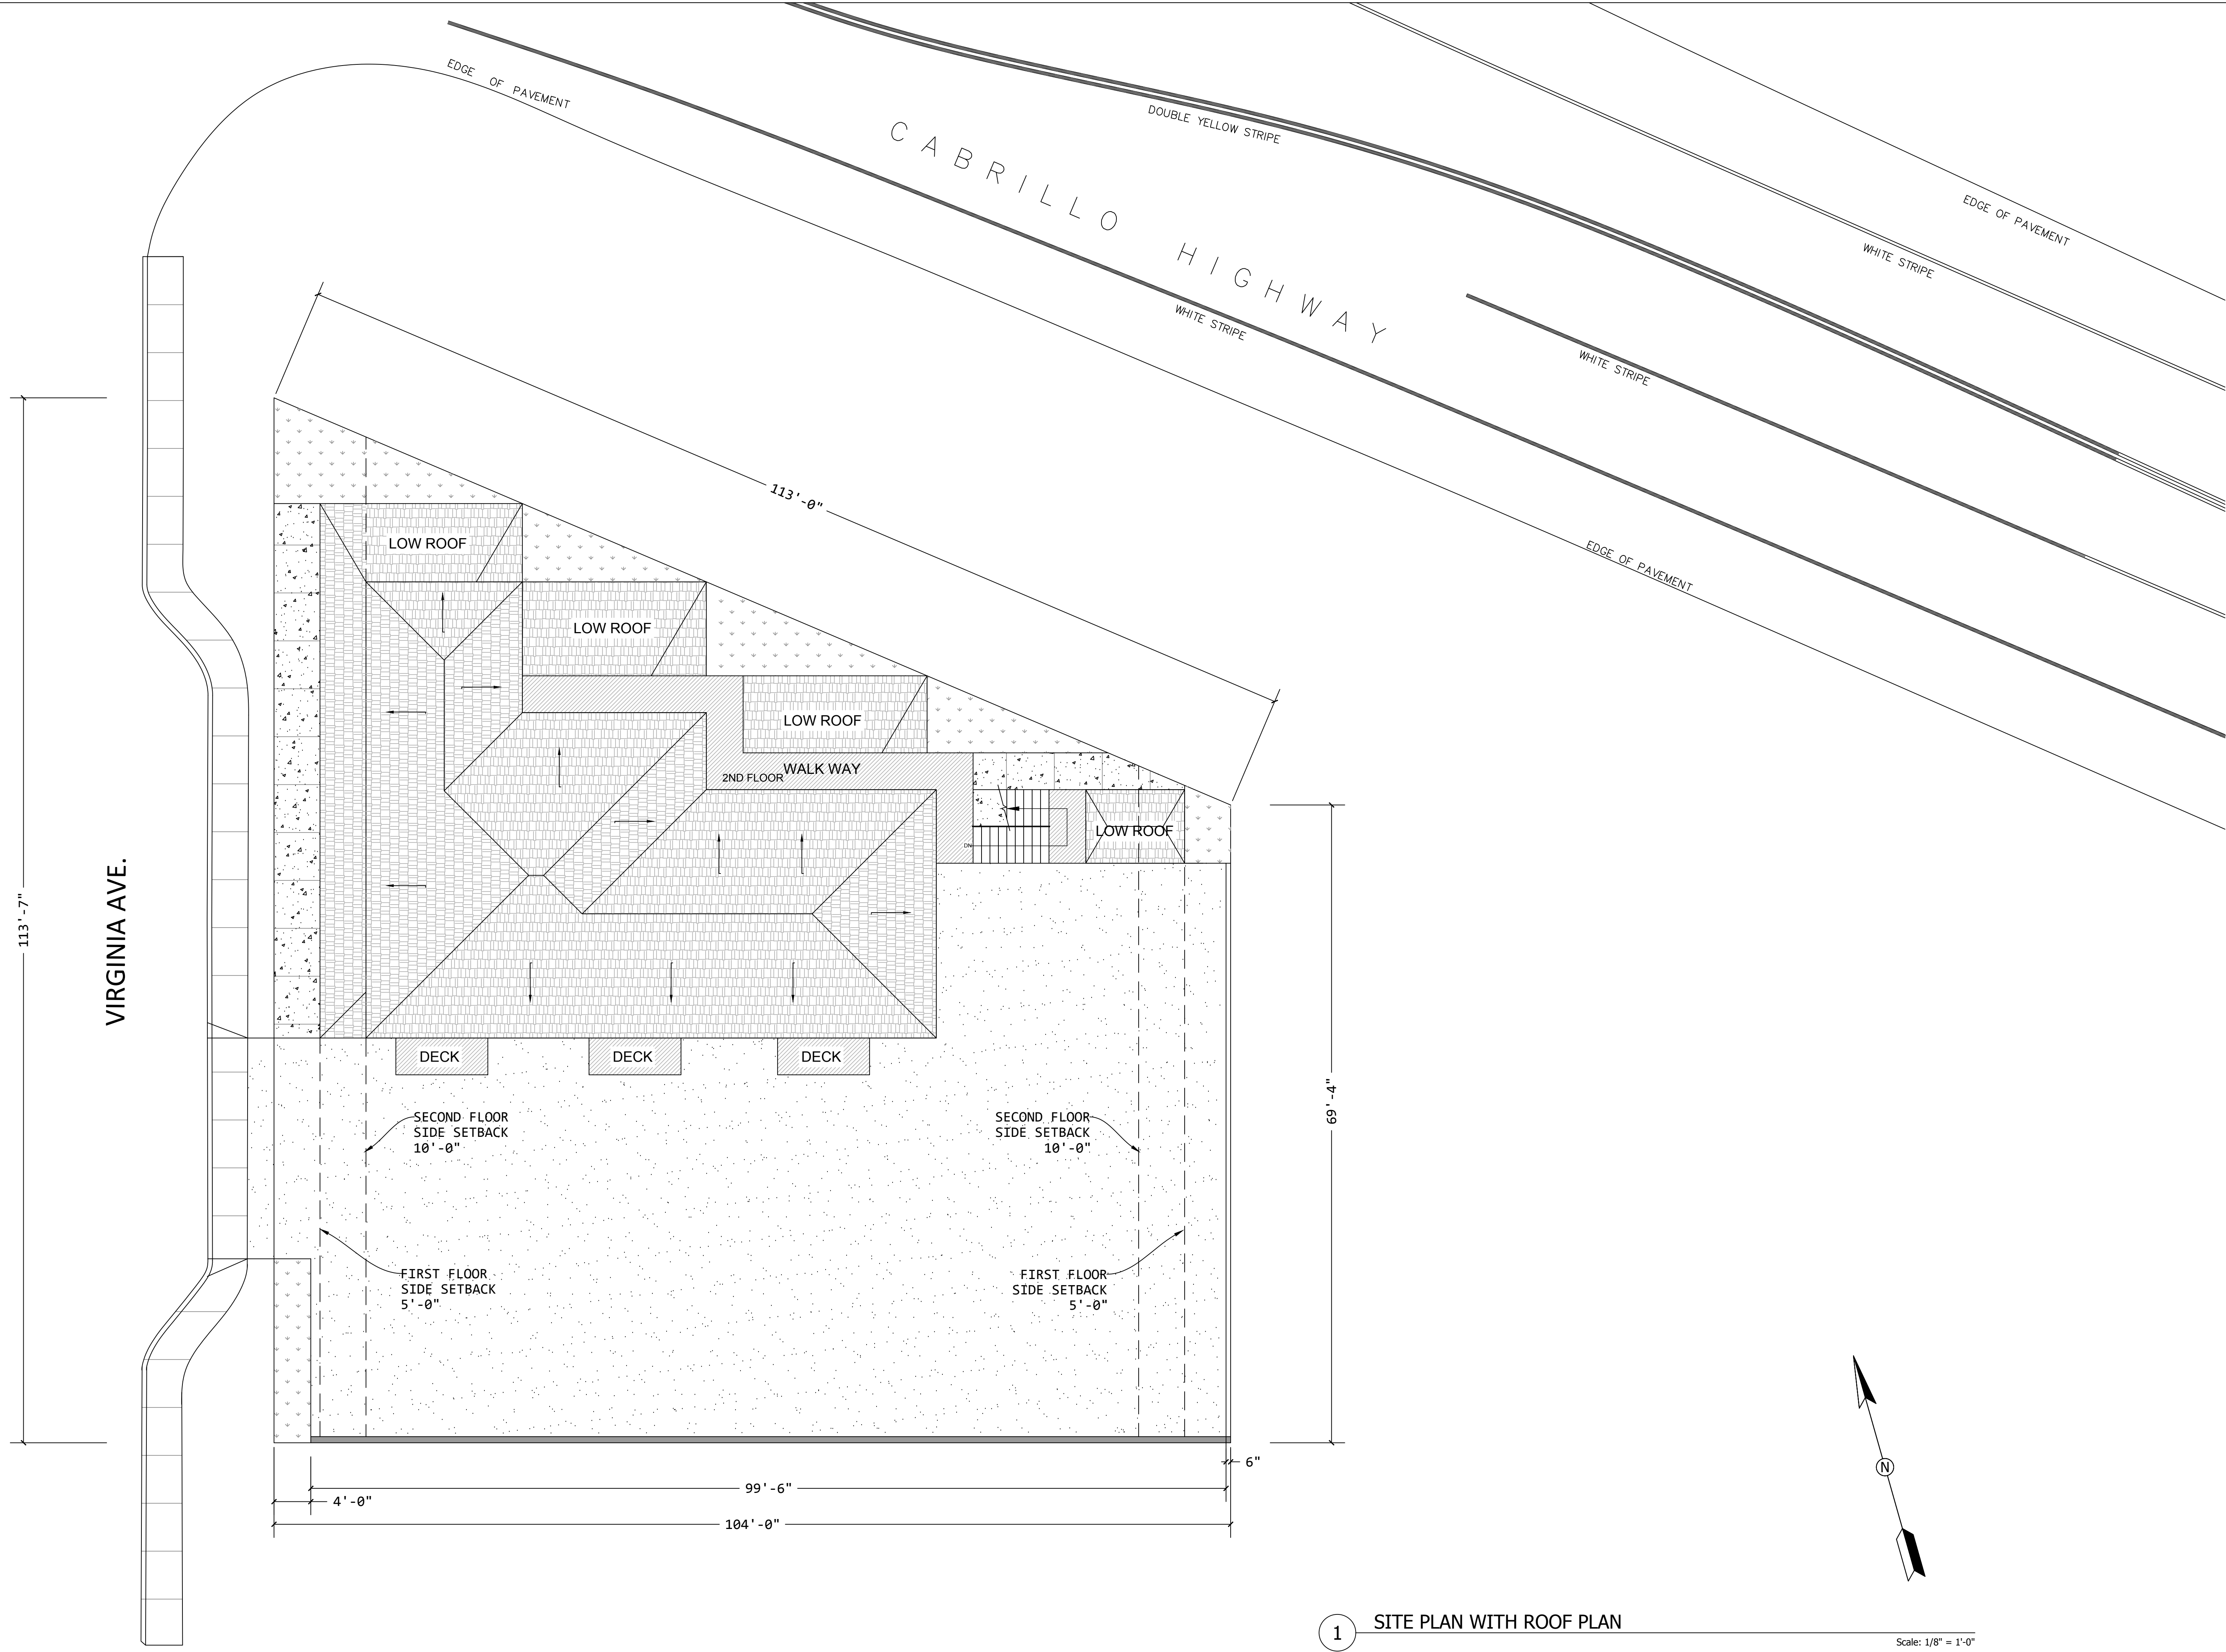 EDGE OF PAVEMENT
DOUBLE YELLOW STRIPE
CABRILLO HIGHWAY
EDGE OF PAVEMENT
WHITE STRIPE
WHITE STRIPE
WHITE STRIPE
EDGE OF PAVEMENT
113'-0"
LOW ROOF
LOW ROOF
LOW ROOF
WALK WAY
2ND FLOOR
LOW ROOF
DN
VIRGINIA AVE.
113'-7"
DECK
DECK
DECK
69'-4"
SECOND FLOOR
SIDE SETBACK
10'-0"
SECOND FLOOR
SIDE SETBACK
10'-0"
FIRST FLOOR
SIDE SETBACK
5'-0"
FIRST FLOOR
SIDE SETBACK
5'-0"
6"
99'-6"
4'-0"
104'-0"
N
1
SITE PLAN WITH ROOF PLAN
Scale: 1/8" = 1'-0"